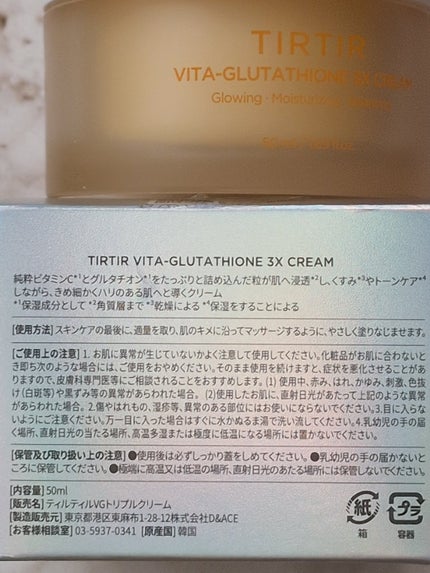 TIRTIR
VITA-GLUTATHIONE 3X CREAM
Glowing · Moisturizing ·
50ml
TIRTIR VITA-GLUTATHIONE 3X CREAM
純粋ビタミンC*¹とグルタチオン*¹をたっぷりと詰め込んだ粒が肌へ浸透*²し、くすみ*³やトーンケア*⁴
しながら、きめ細かくハリのある肌へと導くクリーム
*¹保湿成分として *²角質層まで *³乾燥による *⁴保湿をすることによる
[使用方法] スキンケアの最後に、適量を取り、肌のキメに沿ってマッサージするように、やさしく塗りなじませます。
[ご使用上の注意] 1. お肌に異常が生じていないかよく注意して使用してください。化粧品がお肌に合わないとき
即ち次のような場合には、ご使用をおやめください。そのまま使用を続けますと、症状を悪化させることがあ
りますので、皮膚科専門医等にご相談されることをおすすめします。(1) 使用中、赤み、はれ、かゆみ、刺激、色抜
け(白斑等)や黒ずみ等の異常があらわれた場合。(2)使用したお肌に、直射日光があたって上記のような異常
があらわれた場合。2.傷やはれもの、湿疹等、異常のある部位にはお使いにならないでください。3.目に入らな
いようにご注意ください。万一目に入った場合はすぐに水かぬるま湯で洗い流してください。4.乳幼児の手の届
く場所、直射日光の当たる場所、高温多湿または極度に低温になる場所には置かないでください。
[保管及び取り扱い上の注意] ●使用後は必ずしっかり蓋をしめてください。●乳幼児の手の届かないと
ころに保管してください。●極端に高温又は低温の場所、直射日光のあたる場所には保管しないでください。
[内容量] 50ml
[販売名] ティルティルVGトリプルクリーム
[製造販売元] 東京都港区東麻布1-28-12株式会社D&ACE
[お客様相談室] 03-5937-0341 [原産国] 韓国
紙
箱
プラ
容器